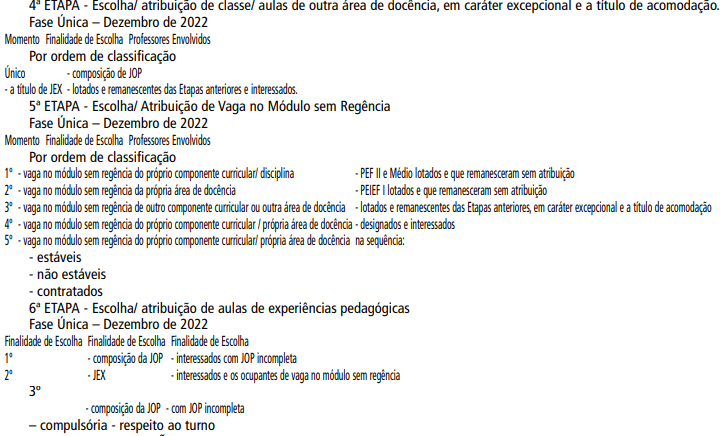 4ª ETAPA - Escolha/ atribuição de classe/ aulas de outra área de docência, em caráter excepcional e a título de acomodação.
Fase Única – Dezembro de 2022
Momento Finalidade de Escolha Professores Envolvidos
Por ordem de classificação
Único - composição de JOP
- a título de JEX - lotados e remanescentes das Etapas anteriores e interessados.
5ª ETAPA - Escolha/ Atribuição de Vaga no Módulo sem Regência
Fase Única – Dezembro de 2022
Momento Finalidade de Escolha Professores Envolvidos
Por ordem de classificação
1º - vaga no módulo sem regência do próprio componente curricular/ disciplina - PEF II e Médio lotados e que remanesceram sem atribuição
2º - vaga no módulo sem regência da própria área de docência - PEIEF I lotados e que remanesceram sem atribuição
3º - vaga no módulo sem regência de outro componente curricular ou outra área de docência - lotados e remanescentes das Etapas anteriores, em caráter excepcional e a título de acomodação
4º - vaga no módulo sem regência do próprio componente curricular / própria área de docência - designados e interessados
5º - vaga no módulo sem regência do próprio componente curricular/ própria área de docência na sequência:
- estáveis
- não estáveis
- contratados
6ª ETAPA - Escolha/ atribuição de aulas de experiências pedagógicas
Fase Única – Dezembro de 2022
Finalidade de Escolha Finalidade de Escolha Finalidade de Escolha
1º - composição da JOP - interessados com JOP incompleta
2º - JEX - interessados e os ocupantes de vaga no módulo sem regência
3º
- composição da JOP - com JOP incompleta
– compulsória - respeito ao turno